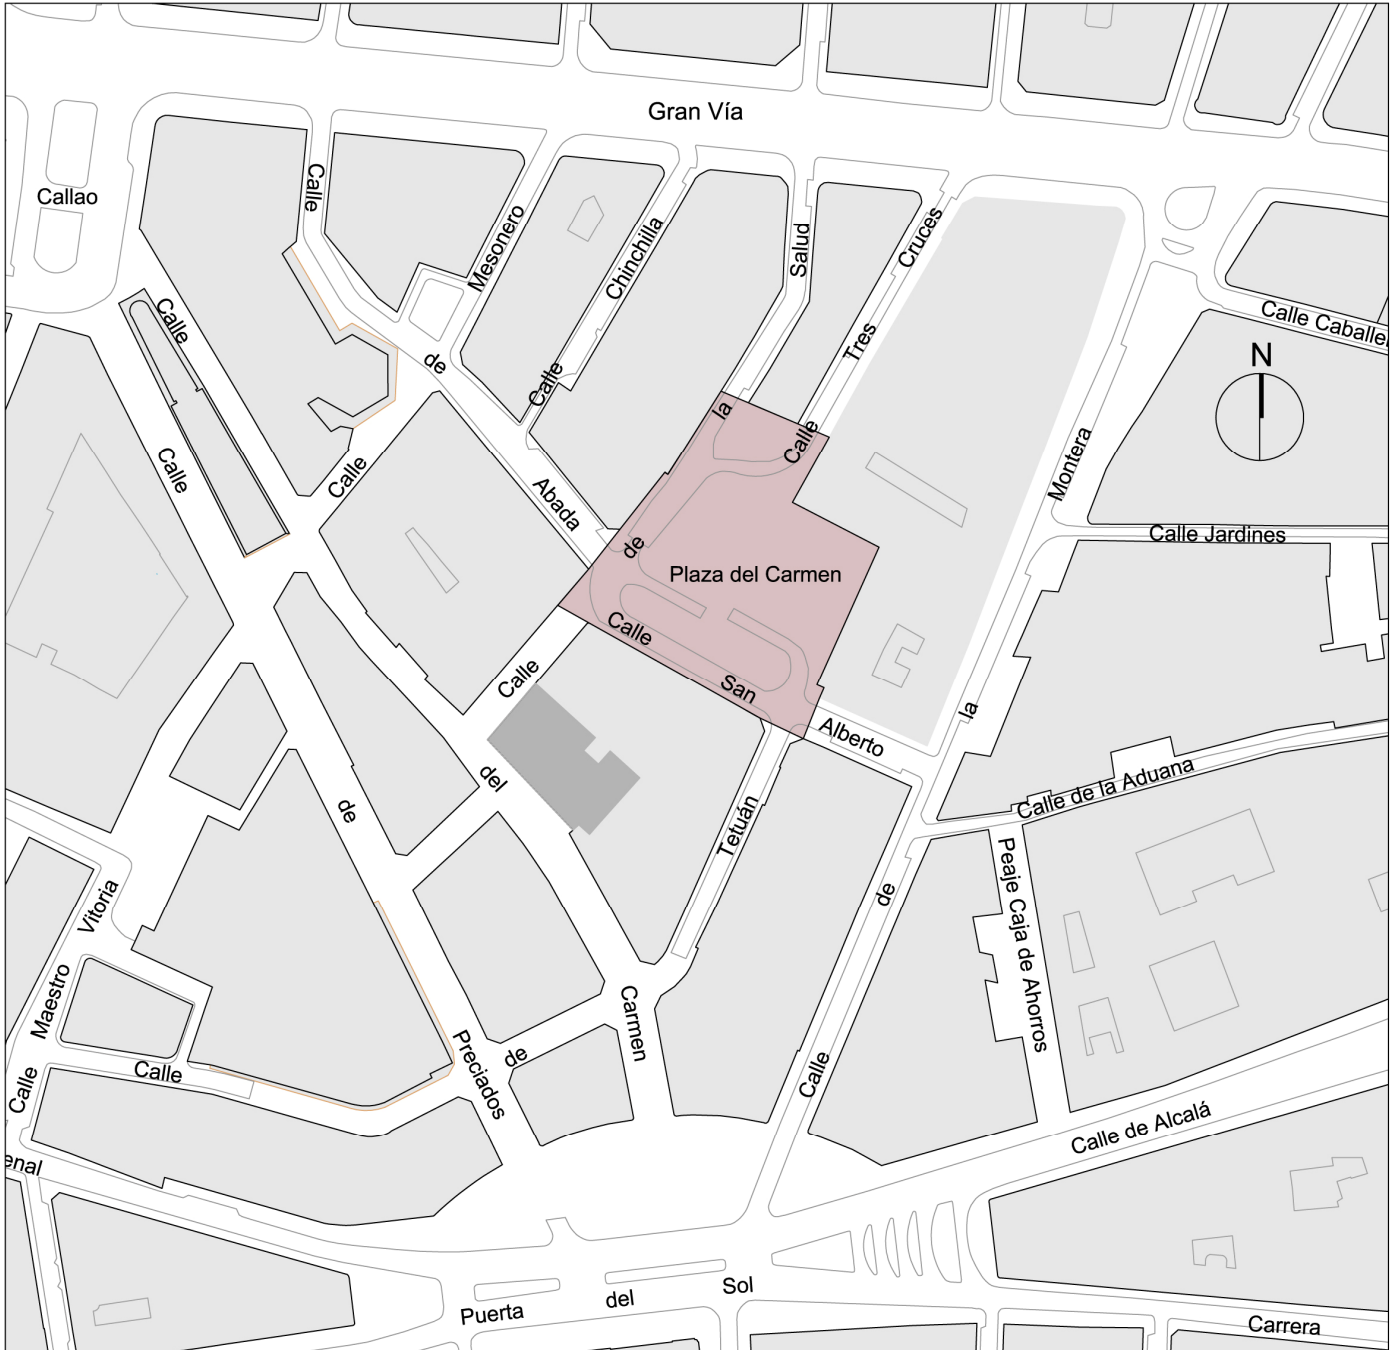 Gran Vía
Callao
Calle
Mesonero
Chinchilla
Salud
Cruces
Calle
Calle Caballe
N
Tres
de
Calle
la
Calle
Montera
Calle
Calle
Abada
Calle Jardines
de
Plaza del Carmen
Calle
Calle
San
la
Alberto
del
Calle de la Aduana
de
Tetuán
Peaje Caja de Ahorros
Vitoria
de
Maestro
Carmen
Preciados
de
Calle
Calle
Calle
Calle de Alcalá
enal
Sol
del
Puerta
Carrera